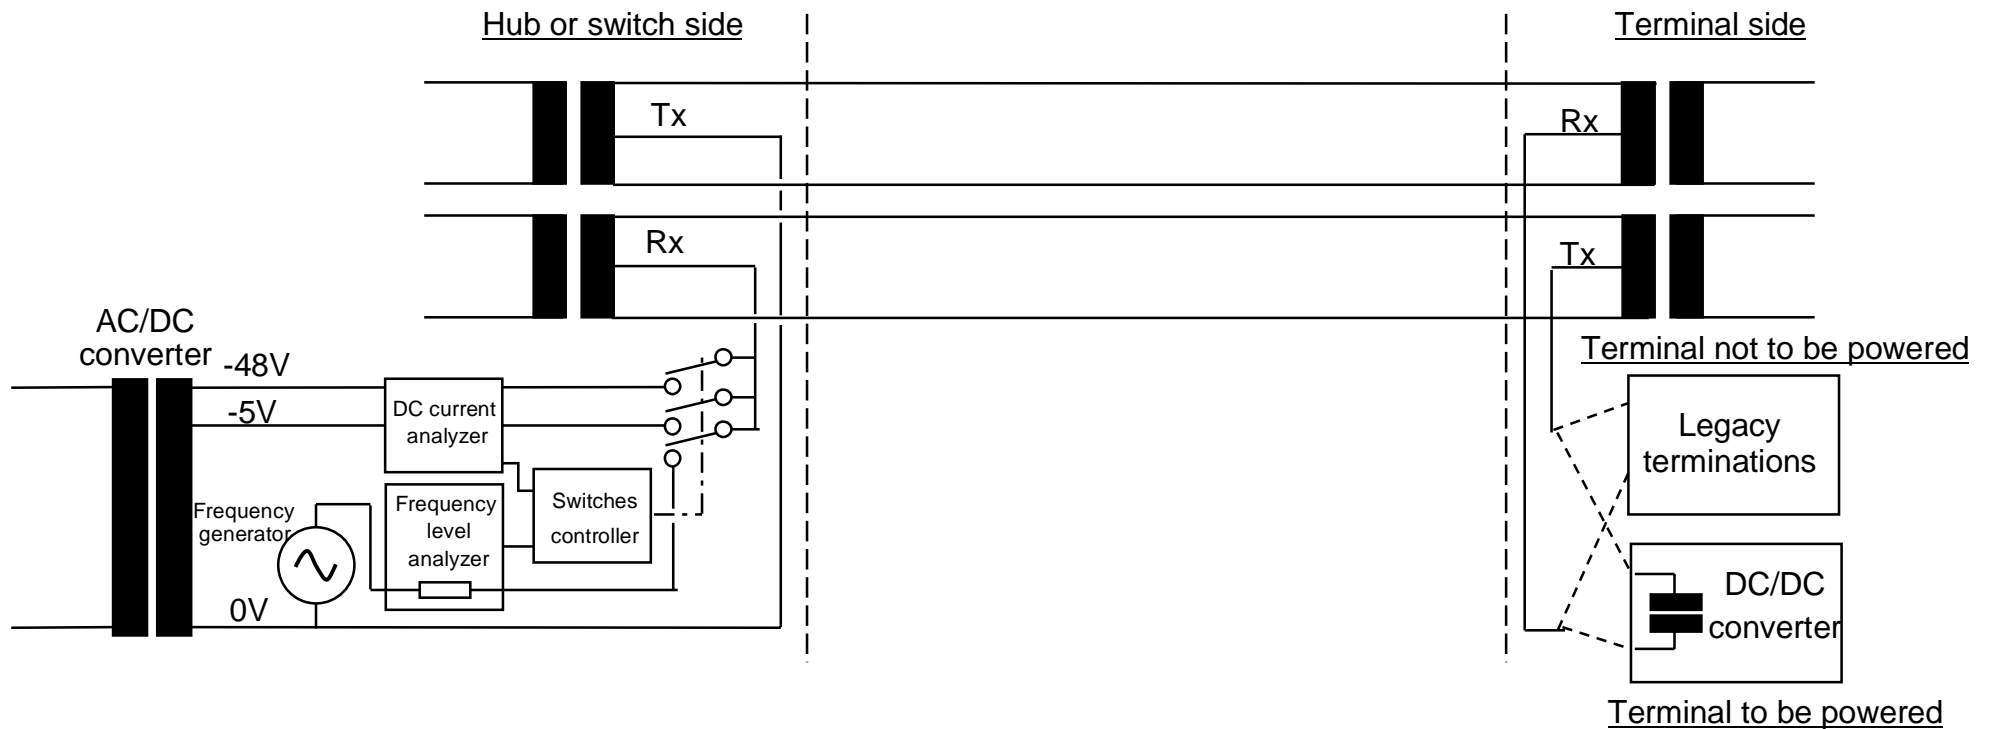 Hub or switch side
Terminal side
Tx
Rx
Rx
Tx
AC/DC
converter
-48V
-5V
DC current
analyzer
Frequency
generator
Frequency
level
analyzer
Switches
controller
0V
Terminal not to be powered
Legacy
terminations
DC/DC
converter
Terminal to be powered